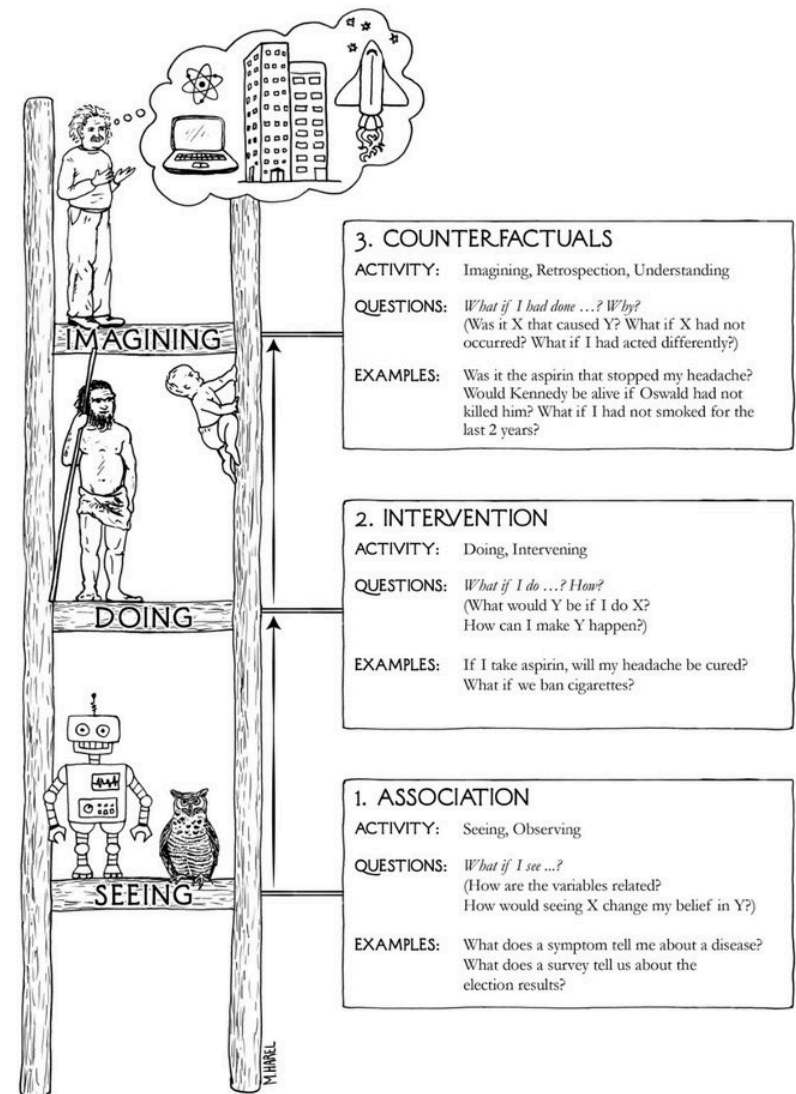 3. COUNTERFACTUALS
ACTIVITY: Imagining, Retrospection, Understanding
QUESTIONS: What if I had done ...? Why?
(Was it X that caused Y? What if X had not
occurred? What if I had acted differently?)
EXAMPLES: Was it the aspirin that stopped my headache?
Would Kennedy be alive if Oswald had not
killed him? What if I had not smoked for the
last 2 years?
IMAGINING
2. INTERVENTION
ACTIVITY: Doing, Intervening
QUESTIONS: What if I do ...? How?
(What would Y be if I do X?
How can I make Y happen?)
EXAMPLES: If I take aspirin, will my headache be cured?
What if we ban cigarettes?
DOING
1. ASSOCIATION
ACTIVITY: Seeing, Observing
QUESTIONS: What if I see ...?
(How are the variables related?
How would seeing X change my belief in Y?)
EXAMPLES: What does a symptom tell me about a disease?
What does a survey tell us about the
election results?
SEEING
M.HAREL